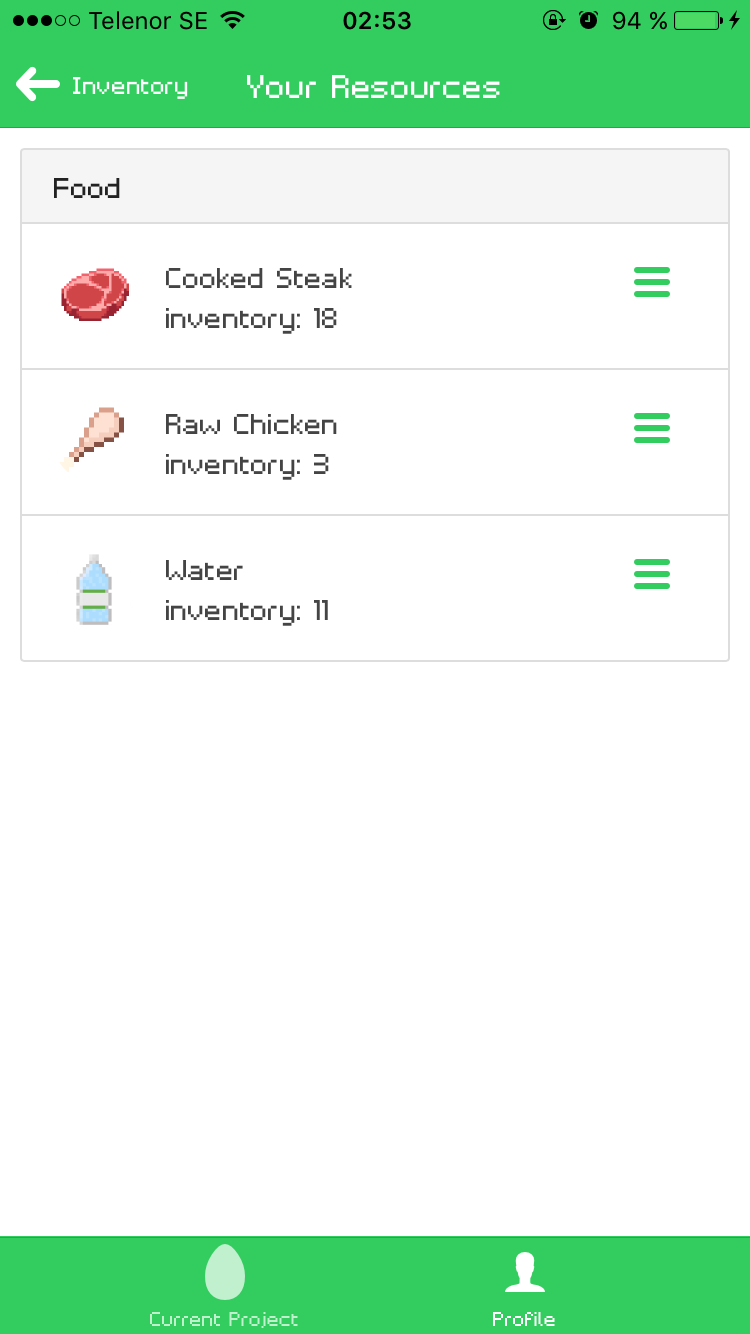 Telenor SE 02:53 94 %
Inventory Your Resources
Food
Cooked Steak
inventory: 18
Raw Chicken
inventory: 3
Water
inventory: 11
Current Project Profile